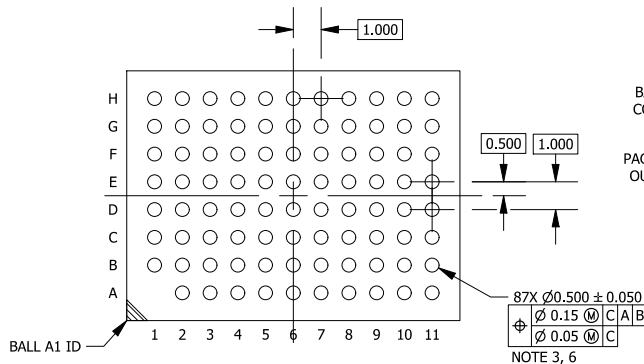 1.000
H
G
F
E
D
C
B
A
1 2 3 4 5 6 7 8 9 10 11
BALL A1 ID
0.500
1.000
87X Ø0.500 ± 0.050
⌖ Ø 0.15 Ⓜ C A B
Ø 0.05 Ⓜ C
NOTE 3, 6